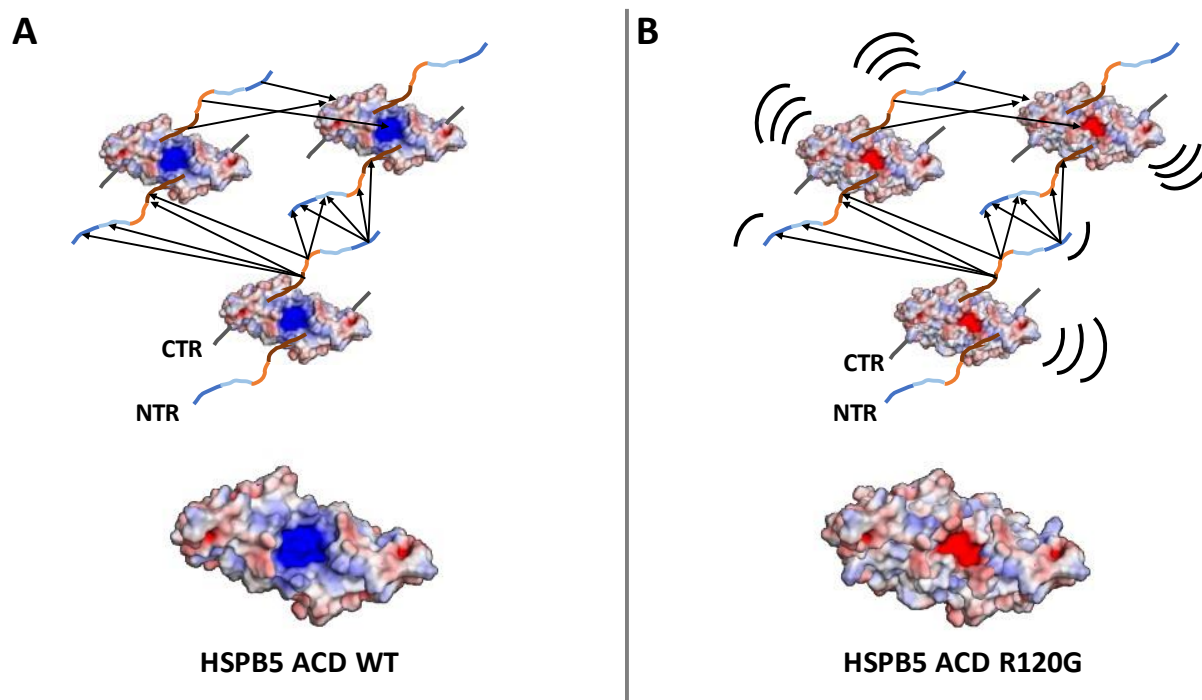 A
CTR
NTR
HSPB5 ACD WT
B
CTR
NTR
HSPB5 ACD R120G